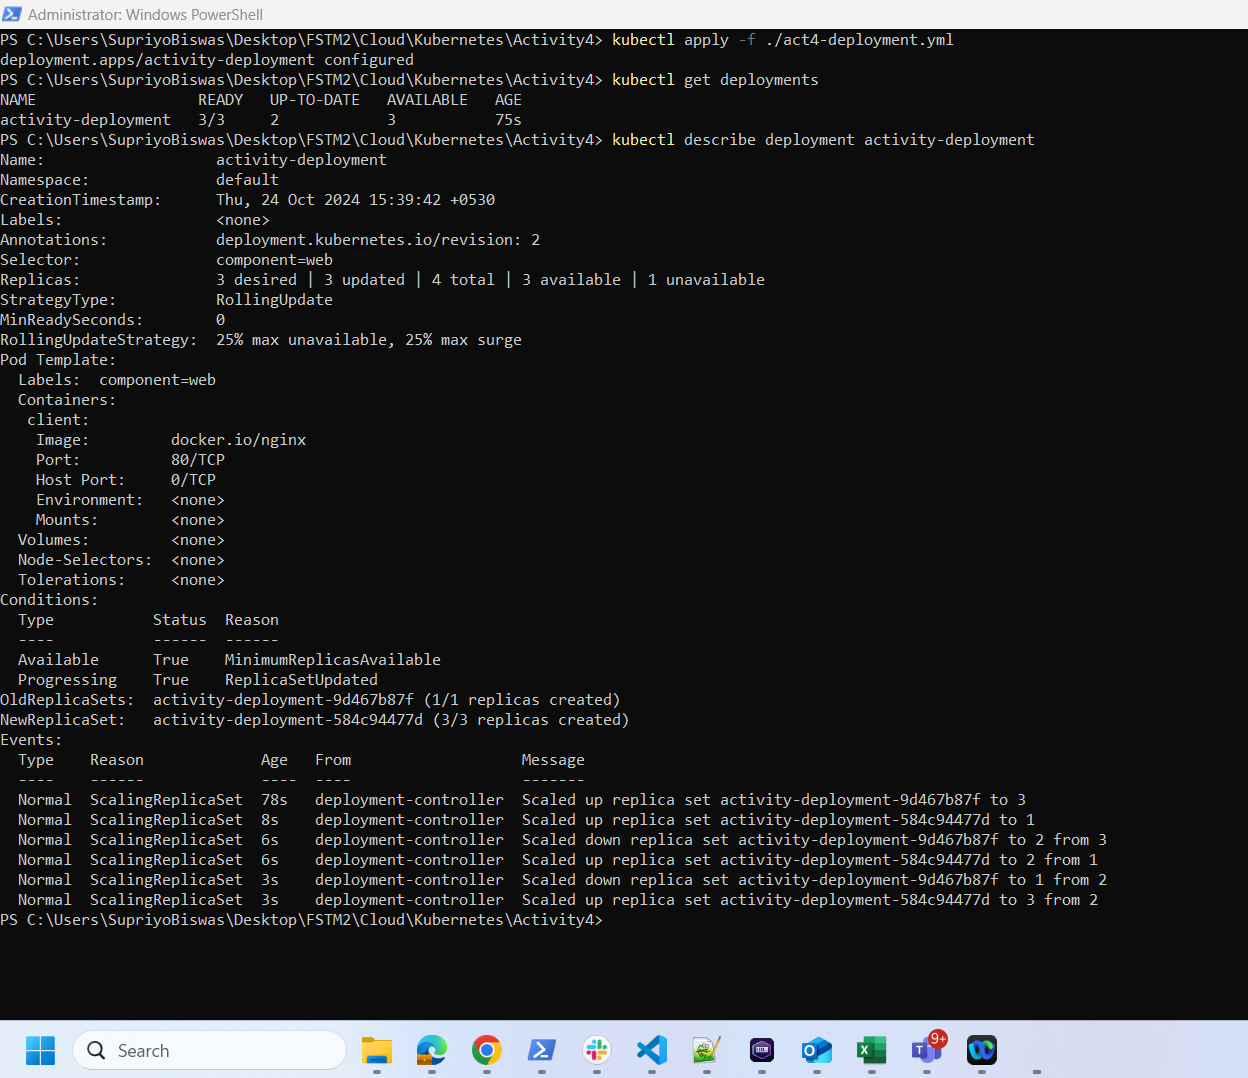 Administrator: Windows PowerShell
PS C:\Users\SupriyoBiswas\Desktop\FSTM2\Cloud\Kubernetes\Activity4> kubectl apply -f ./act4-deployment.yml
deployment.apps/activity-deployment configured
PS C:\Users\SupriyoBiswas\Desktop\FSTM2\Cloud\Kubernetes\Activity4> kubectl get deployments
NAME                  READY   UP-TO-DATE   AVAILABLE   AGE
activity-deployment   3/3     2            3           75s
PS C:\Users\SupriyoBiswas\Desktop\FSTM2\Cloud\Kubernetes\Activity4> kubectl describe deployment activity-deployment
Name:                   activity-deployment
Namespace:              default
CreationTimestamp:      Thu, 24 Oct 2024 15:39:42 +0530
Labels:                 <none>
Annotations:            deployment.kubernetes.io/revision: 2
Selector:               component=web
Replicas:               3 desired | 3 updated | 4 total | 3 available | 1 unavailable
StrategyType:           RollingUpdate
MinReadySeconds:        0
RollingUpdateStrategy:  25% max unavailable, 25% max surge
Pod Template:
  Labels:  component=web
  Containers:
   client:
    Image:         docker.io/nginx
    Port:          80/TCP
    Host Port:     0/TCP
    Environment:   <none>
    Mounts:        <none>
  Volumes:         <none>
  Node-Selectors:  <none>
  Tolerations:     <none>
Conditions:
  Type           Status  Reason
  ----           ------  ------
  Available      True    MinimumReplicasAvailable
  Progressing    True    ReplicaSetUpdated
OldReplicaSets:  activity-deployment-9d467b87f (1/1 replicas created)
NewReplicaSet:   activity-deployment-584c94477d (3/3 replicas created)
Events:
  Type    Reason             Age   From                   Message
  ----    ------             ----  ----                   -------
  Normal  ScalingReplicaSet  78s   deployment-controller  Scaled up replica set activity-deployment-9d467b87f to 3
  Normal  ScalingReplicaSet  8s    deployment-controller  Scaled up replica set activity-deployment-584c94477d to 1
  Normal  ScalingReplicaSet  6s    deployment-controller  Scaled down replica set activity-deployment-9d467b87f to 2 from 3
  Normal  ScalingReplicaSet  6s    deployment-controller  Scaled up replica set activity-deployment-584c94477d to 2 from 1
  Normal  ScalingReplicaSet  3s    deployment-controller  Scaled down replica set activity-deployment-9d467b87f to 1 from 2
  Normal  ScalingReplicaSet  3s    deployment-controller  Scaled up replica set activity-deployment-584c94477d to 3 from 2
PS C:\Users\SupriyoBiswas\Desktop\FSTM2\Cloud\Kubernetes\Activity4>
Search
9+